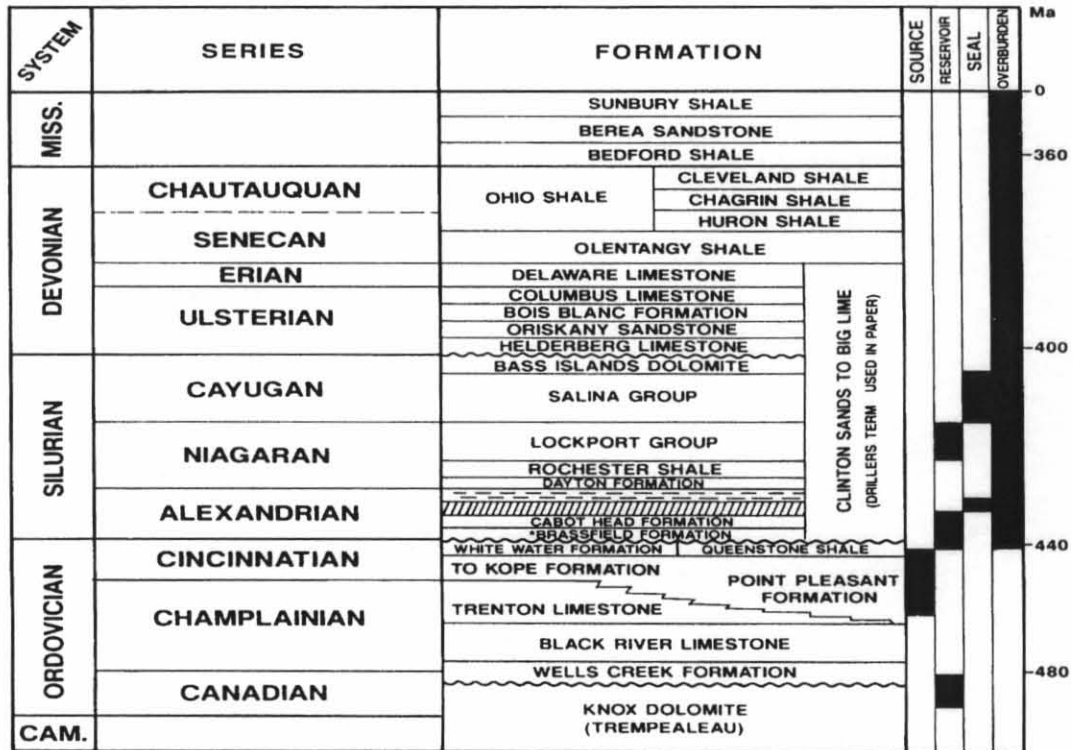 SYSTEM
SERIES
FORMATION
SOURCE
RESERVOIR
SEAL
OVERBURDEN
Ma
0
MISS.
SUNBURY SHALE
BEREA SANDSTONE
BEDFORD SHALE
360
DEVONIAN
CHAUTAUQUAN
OHIO SHALE
CLEVELAND SHALE
CHAGRIN SHALE
HURON SHALE
SENECAN
OLENTANGY SHALE
ERIAN
DELAWARE LIMESTONE
ULSTERIAN
COLUMBUS LIMESTONE
BOIS BLANC FORMATION
ORISKANY SANDSTONE
HELDERBERG LIMESTONE
CLINTON SANDS TO BIG LIME
(DRILLERS TERM USED IN PAPER)
400
SILURIAN
CAYUGAN
BASS ISLANDS DOLOMITE
SALINA GROUP
NIAGARAN
LOCKPORT GROUP
ROCHESTER SHALE
DAYTON FORMATION
ALEXANDRIAN
CABOT HEAD FORMATION
*BRASSFIELD FORMATION
440
ORDOVICIAN
CINCINNATIAN
WHITE WATER FORMATION
QUEENSTONE SHALE
TO KOPE FORMATION
POINT PLEASANT
FORMATION
CHAMPLAINIAN
TRENTON LIMESTONE
BLACK RIVER LIMESTONE
WELLS CREEK FORMATION
480
CANADIAN
KNOX DOLOMITE
(TREMPEALEAU)
CAM.